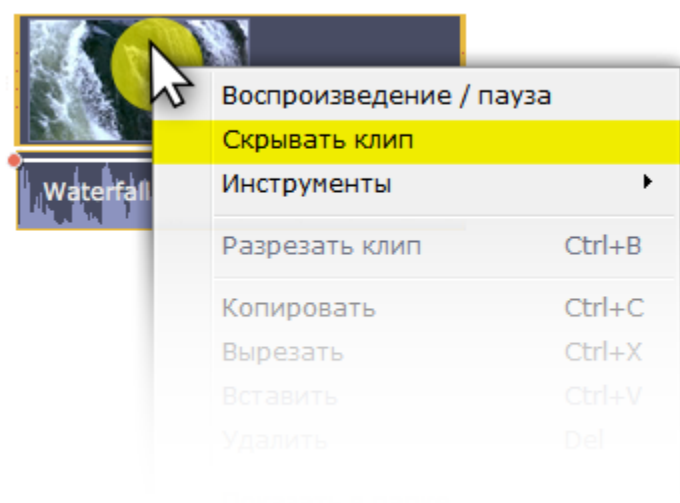 Воспроизведение / пауза
Скрывать клип
Waterfall
Инструменты
Разрезать клип Ctrl+B
Копировать Ctrl+C
Вырезать Ctrl+X
Вставить Ctrl+V
Удалить Del